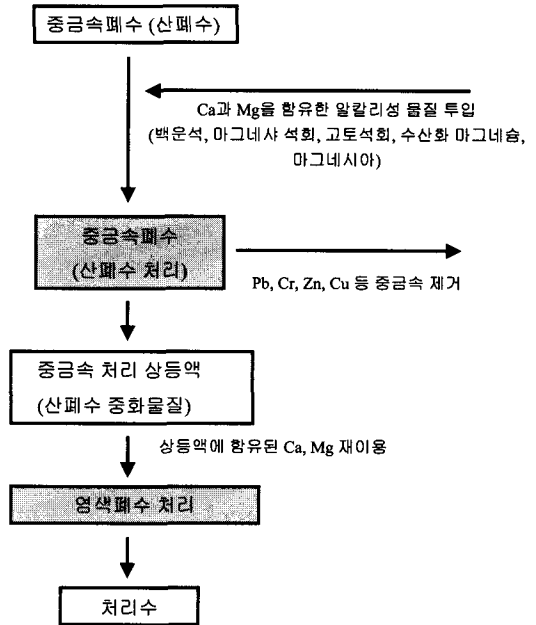 중금속폐수 (산폐수)
Ca과 Mg을 함유한 알칼리성 물질 투입
(백운석, 마그네샤 석회, 고토석회, 수산화 마그네슘,
마그네시아)
중금속폐수
(산폐수 처리)
Pb, Cr, Zn, Cu 등 중금속 제거
중금속 처리 상등액
(산폐수 중화물질)
상등액에 함유된 Ca, Mg 재이용
염색폐수 처리
처리수